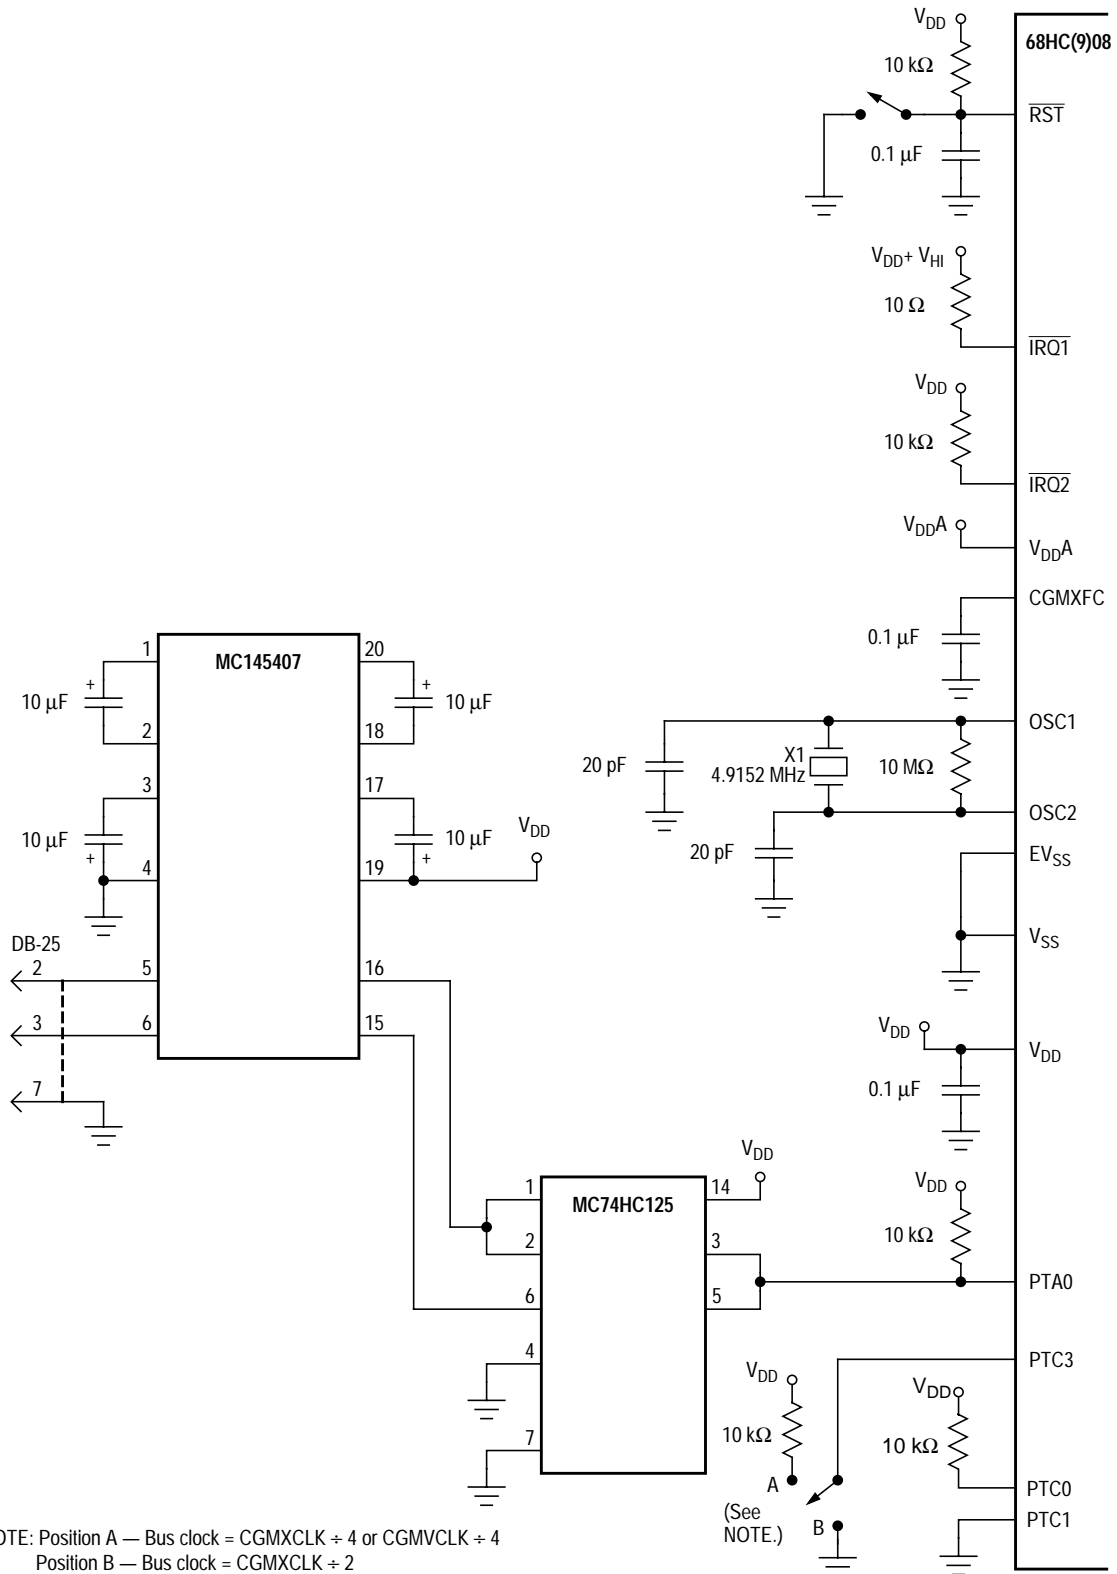 VDD
68HC(9)08
10 kΩ
RST
0.1 µF
VDD+ VHI
10 Ω
IRQ1
VDD
10 kΩ
IRQ2
VDDA
VDDA
CGMXFC
0.1 µF
MC145407
1
20
10 µF
+
+
10 µF
2
18
3
17
10 µF
+
+
10 µF
VDD
4
19
OSC1
20 pF
X1
4.9152 MHz
10 MΩ
OSC2
20 pF
EVSS
VSS
DB-25
2
5
16
3
6
15
7
VDD
VDD
0.1 µF
VDD
MC74HC125
1
14
2
3
6
5
4
7
VDD
10 kΩ
PTA0
PTC3
VDD
10 kΩ
A
(See
NOTE.)
B
VDD
10 kΩ
PTC0
PTC1
OTE: Position A — Bus clock = CGMXCLK ÷ 4 or CGMVCLK ÷ 4
Position B — Bus clock = CGMXCLK ÷ 2